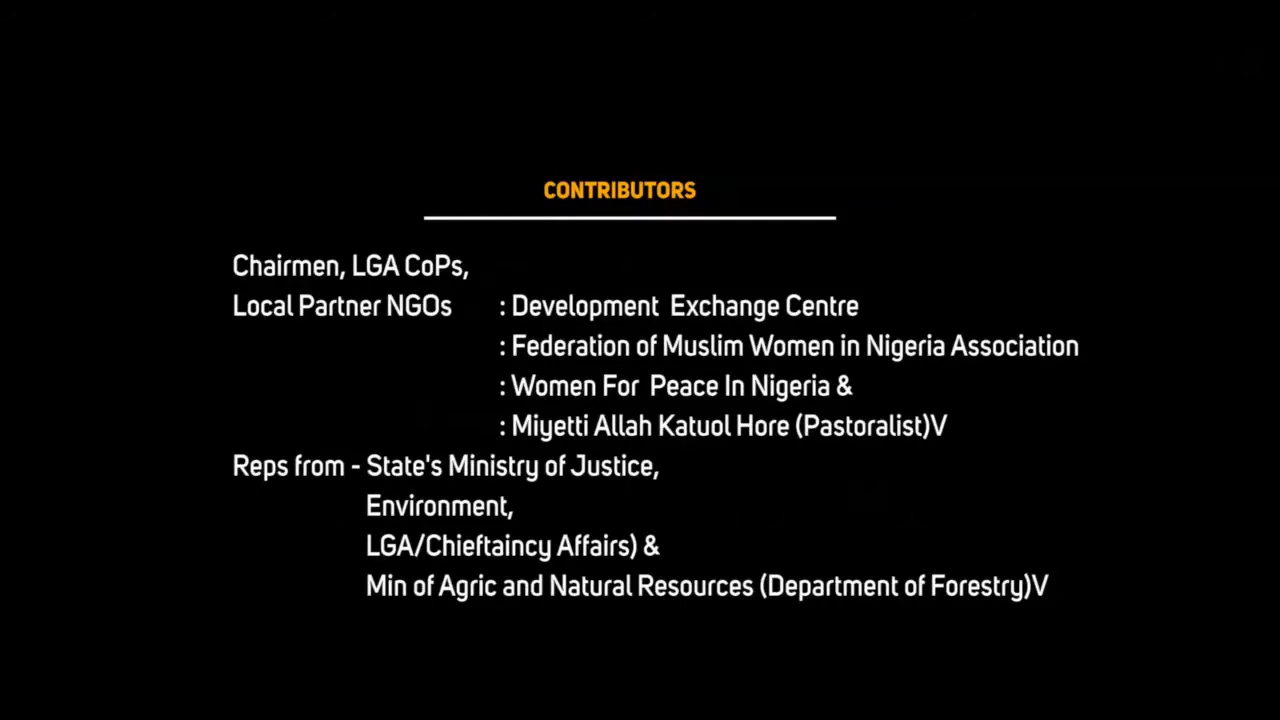 CONTRIBUTORS
Chairmen, LGA CoPs,
Local Partner NGOs : Development Exchange Centre
: Federation of Muslim Women in Nigeria Association
: Women For Peace In Nigeria &
: Miyetti Allah Katuol Hore (Pastoralist)V
Reps from - State's Ministry of Justice,
Environment,
LGA/Chieftaincy Affairs) &
Min of Agric and Natural Resources (Department of Forestry)V